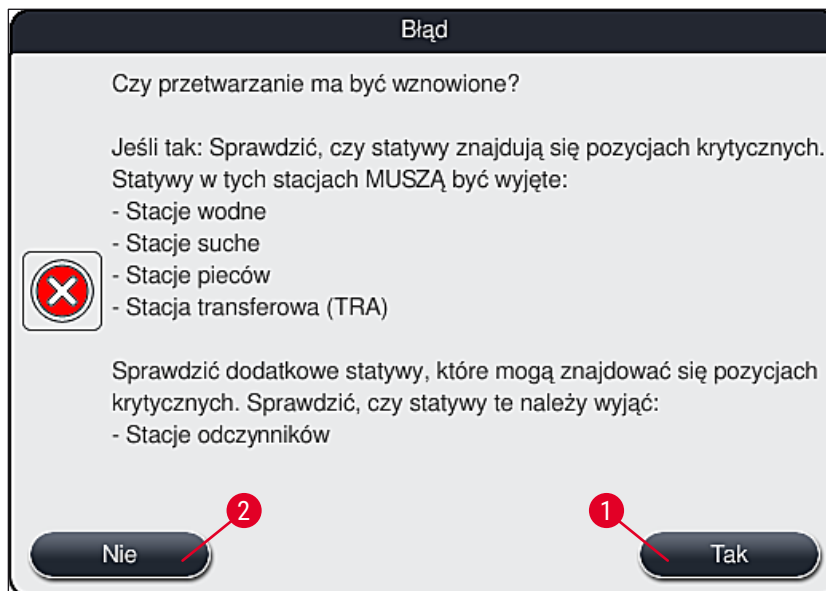 Błąd
Czy przetwarzanie ma być wznowione?
Jeśli tak: Sprawdzić, czy statywy znajdują się pozycjach krytycznych.
Statywy w tych stacjach MUSZĄ być wyjęte:
- Stacje wodne
- Stacje suche
- Stacje pieców
- Stacja transferowa (TRA)
Sprawdzić dodatkowe statywy, które mogą znajdować się pozycjach
krytycznych. Sprawdzić, czy statywy te należy wyjąć:
- Stacje odczynników
2 1
Nie Tak